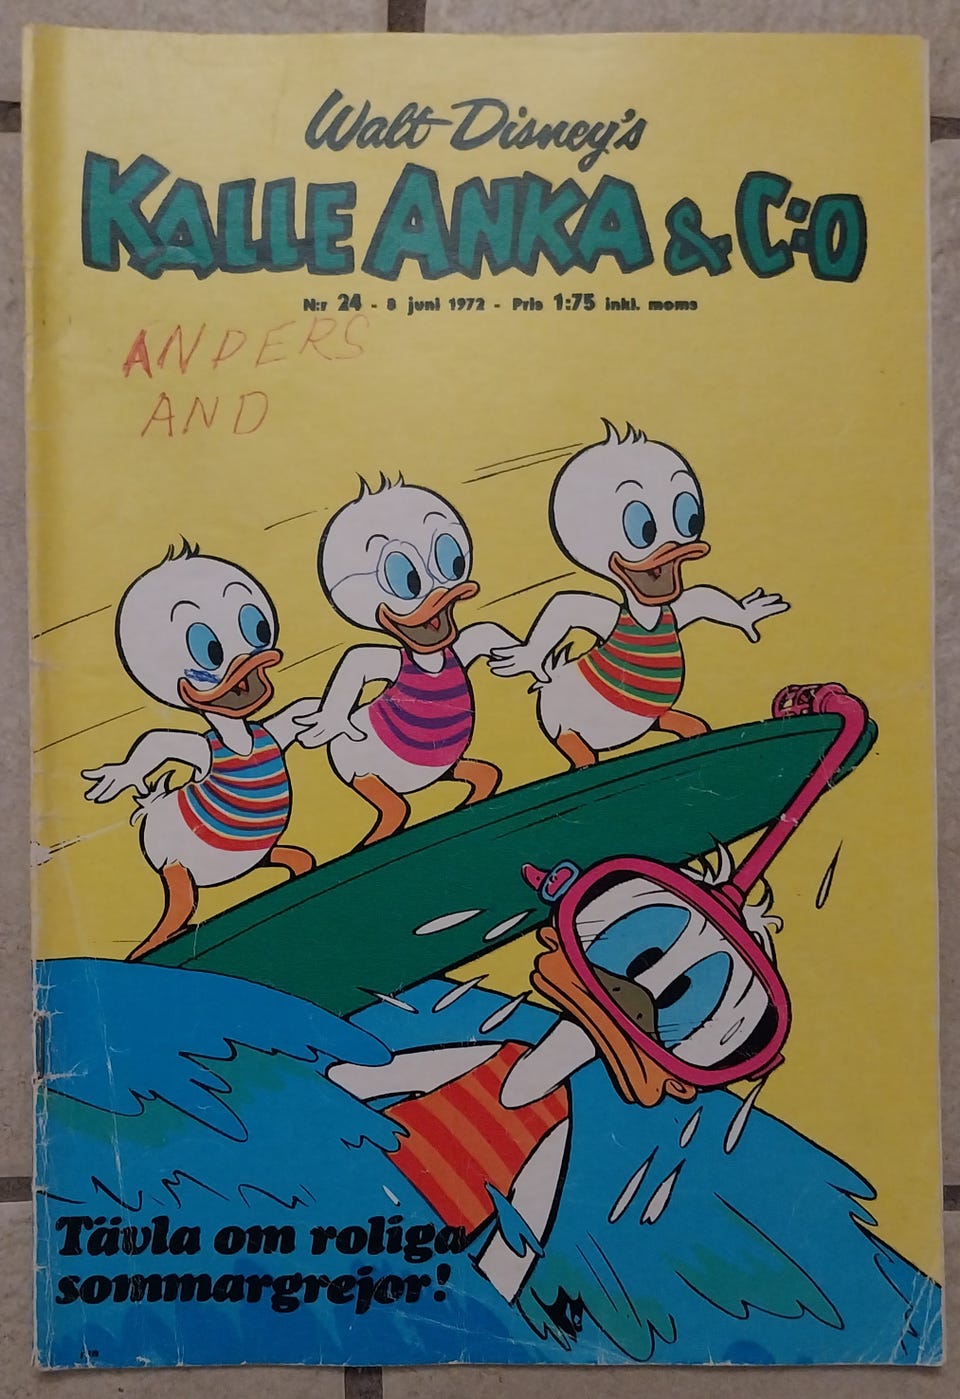 Walt Disney's
KALLE ANKA & C:O
N:r 24 - 8 juni 1972 - Pris 1:75 inkl. moms
ANDERS
AND
Tävla om roliga
sommargrejor!